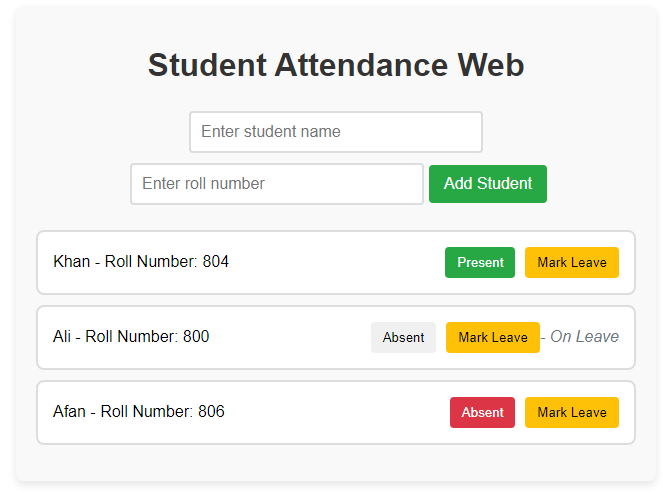 Student Attendance Web
Enter student name
Enter roll number Add Student
Khan - Roll Number: 804 Present Mark Leave
Ali - Roll Number: 800 Absent Mark Leave - On Leave
Afan - Roll Number: 806 Absent Mark Leave